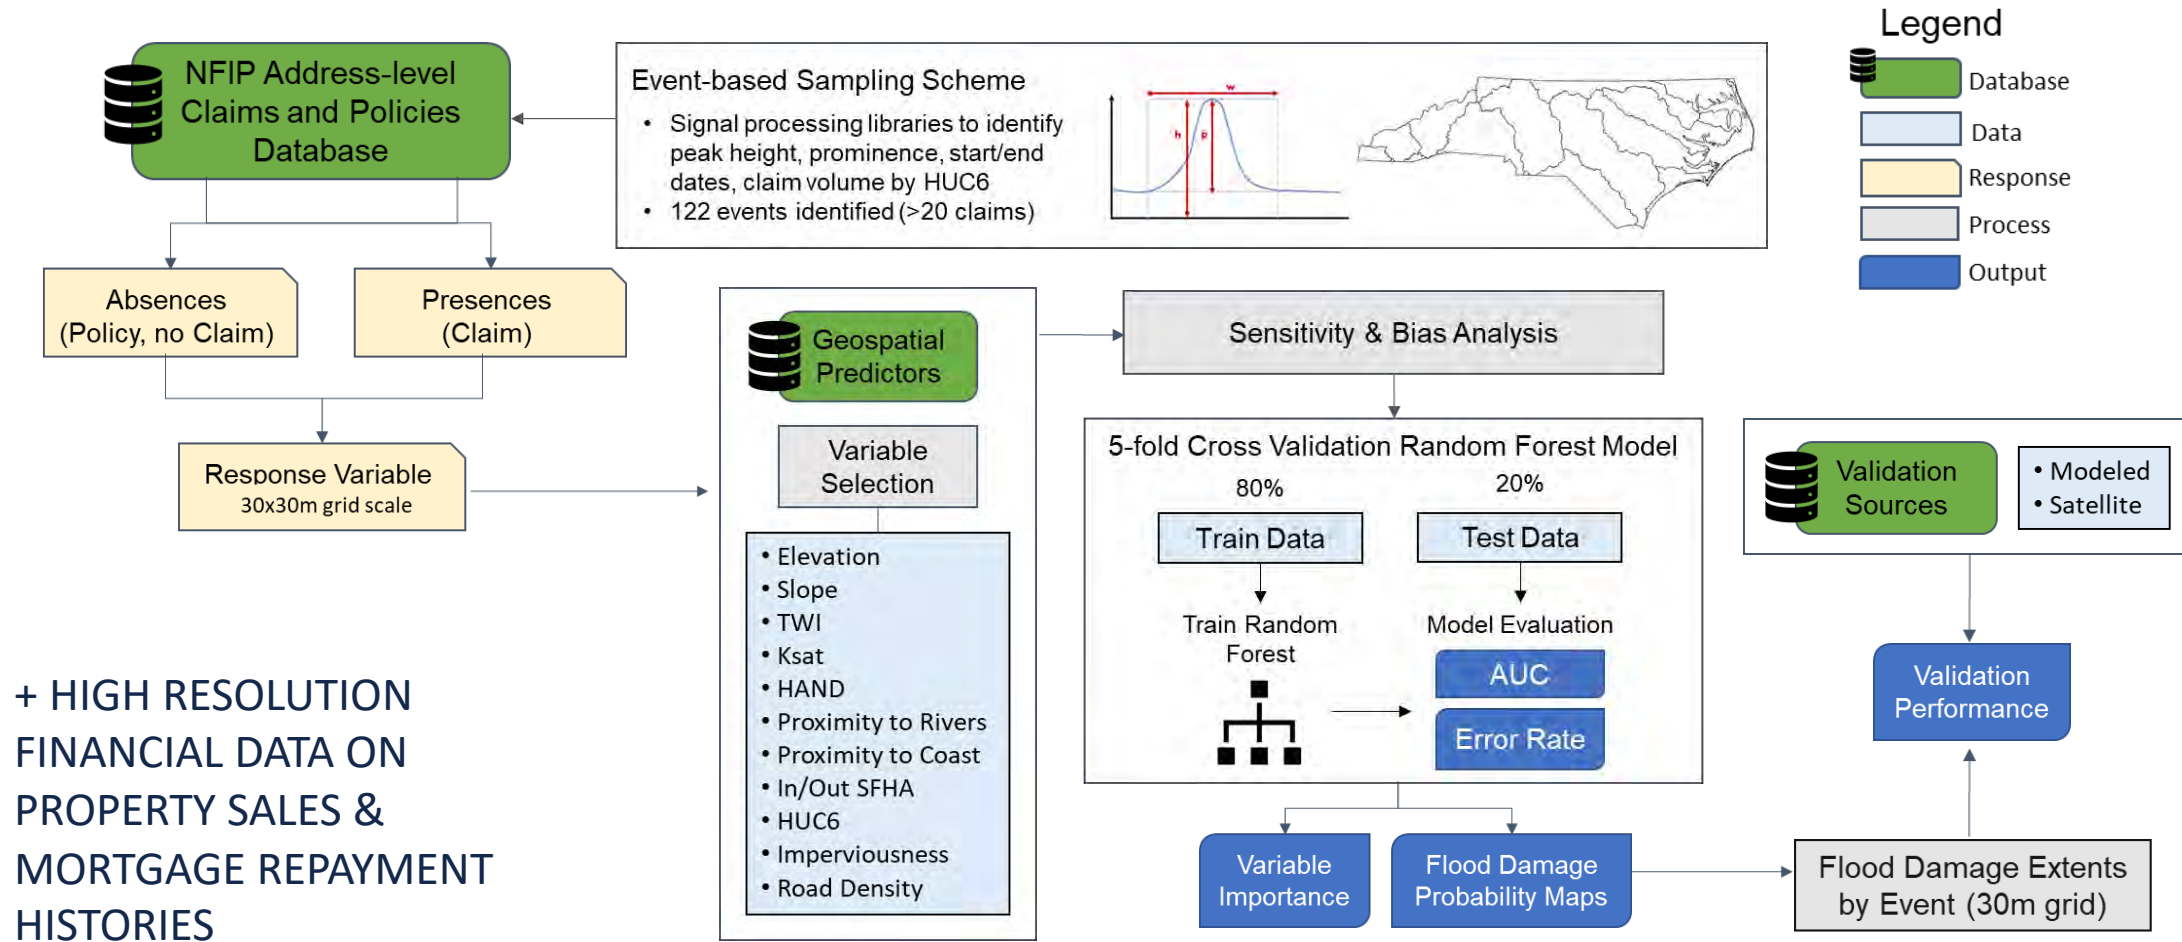 NFIP Address-level
Claims and Policies
Database
Event-based Sampling Scheme
• Signal processing libraries to identify
peak height, prominence, start/end
dates, claim volume by HUC6
• 122 events identified (>20 claims)
w
h
p
Legend
Database
Data
Response
Process
Output
Absences
(Policy, no Claim)
Presences
(Claim)
Response Variable
30x30m grid scale
Geospatial
Predictors
Variable
Selection
• Elevation
• Slope
• TWI
• Ksat
• HAND
• Proximity to Rivers
• Proximity to Coast
• In/Out SFHA
• HUC6
• Imperviousness
• Road Density
Sensitivity & Bias Analysis
5-fold Cross Validation Random Forest Model
80%
20%
Train Data
Test Data
Train Random
Forest
Model Evaluation
AUC
Error Rate
Variable
Importance
Flood Damage
Probability Maps
Validation
Sources
• Modeled
• Satellite
Validation
Performance
Flood Damage Extents
by Event (30m grid)
+ HIGH RESOLUTION
FINANCIAL DATA ON
PROPERTY SALES &
MORTGAGE REPAYMENT
HISTORIES